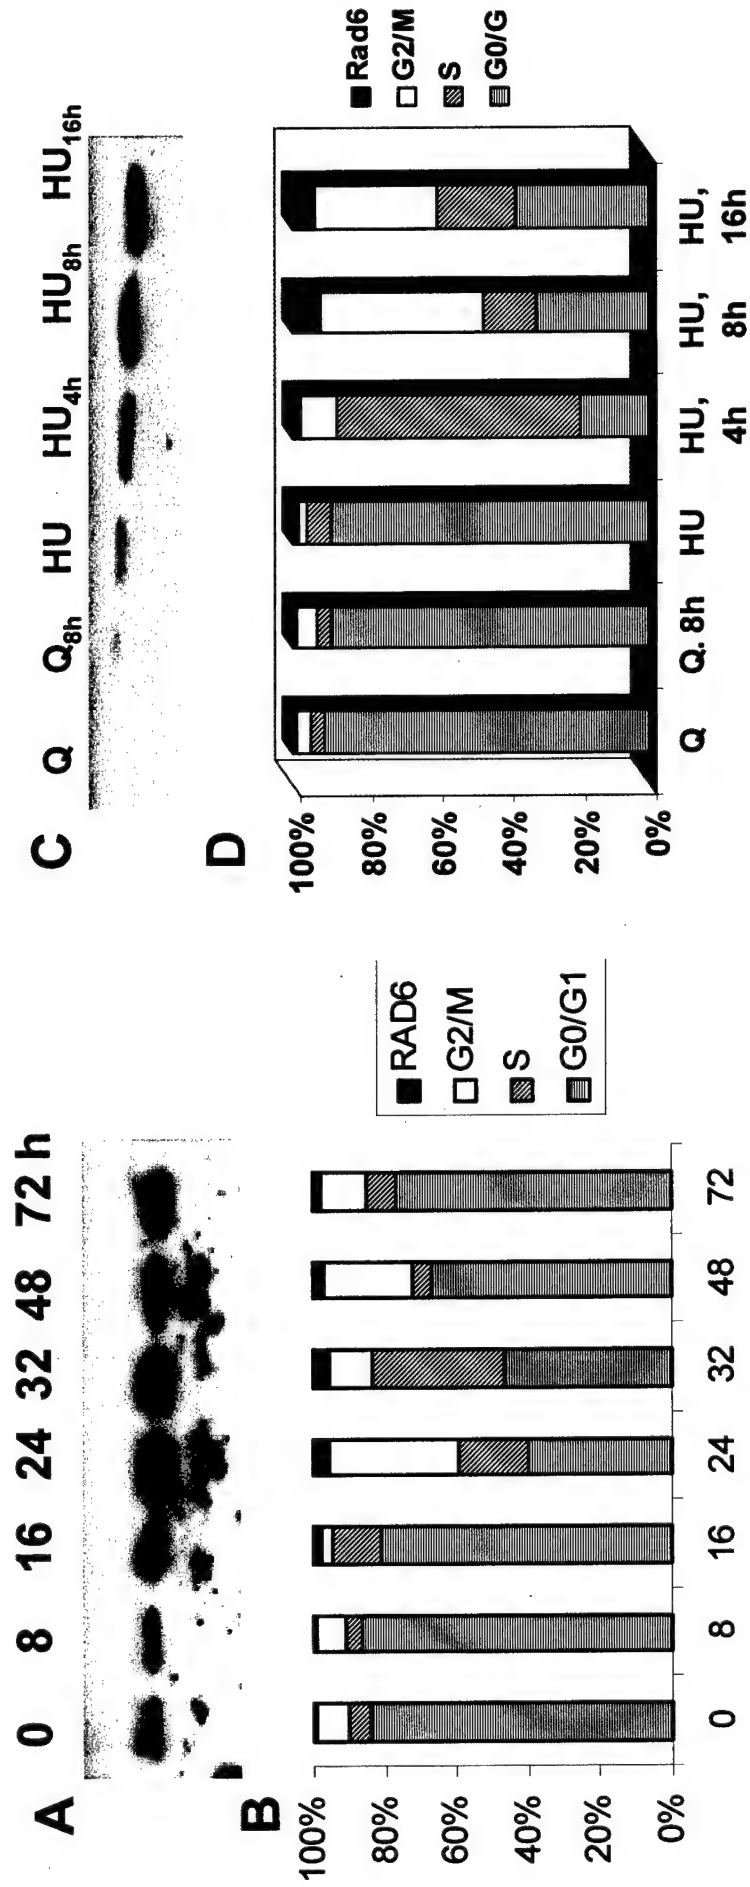 A
0 8 16 24 32 48 72 h
B
100%
80%
60%
40%
20%
0%
0 8 16 24 32 48 72
RAD6
G2/M
S
G0/G1
C
Q Q8h HU HU4h HU8h HU16h
D
100%
80%
60%
40%
20%
0%
Q Q. 8h HU HU, 4h HU, 8h HU, 16h
Rad6
G2/M
S
G0/G